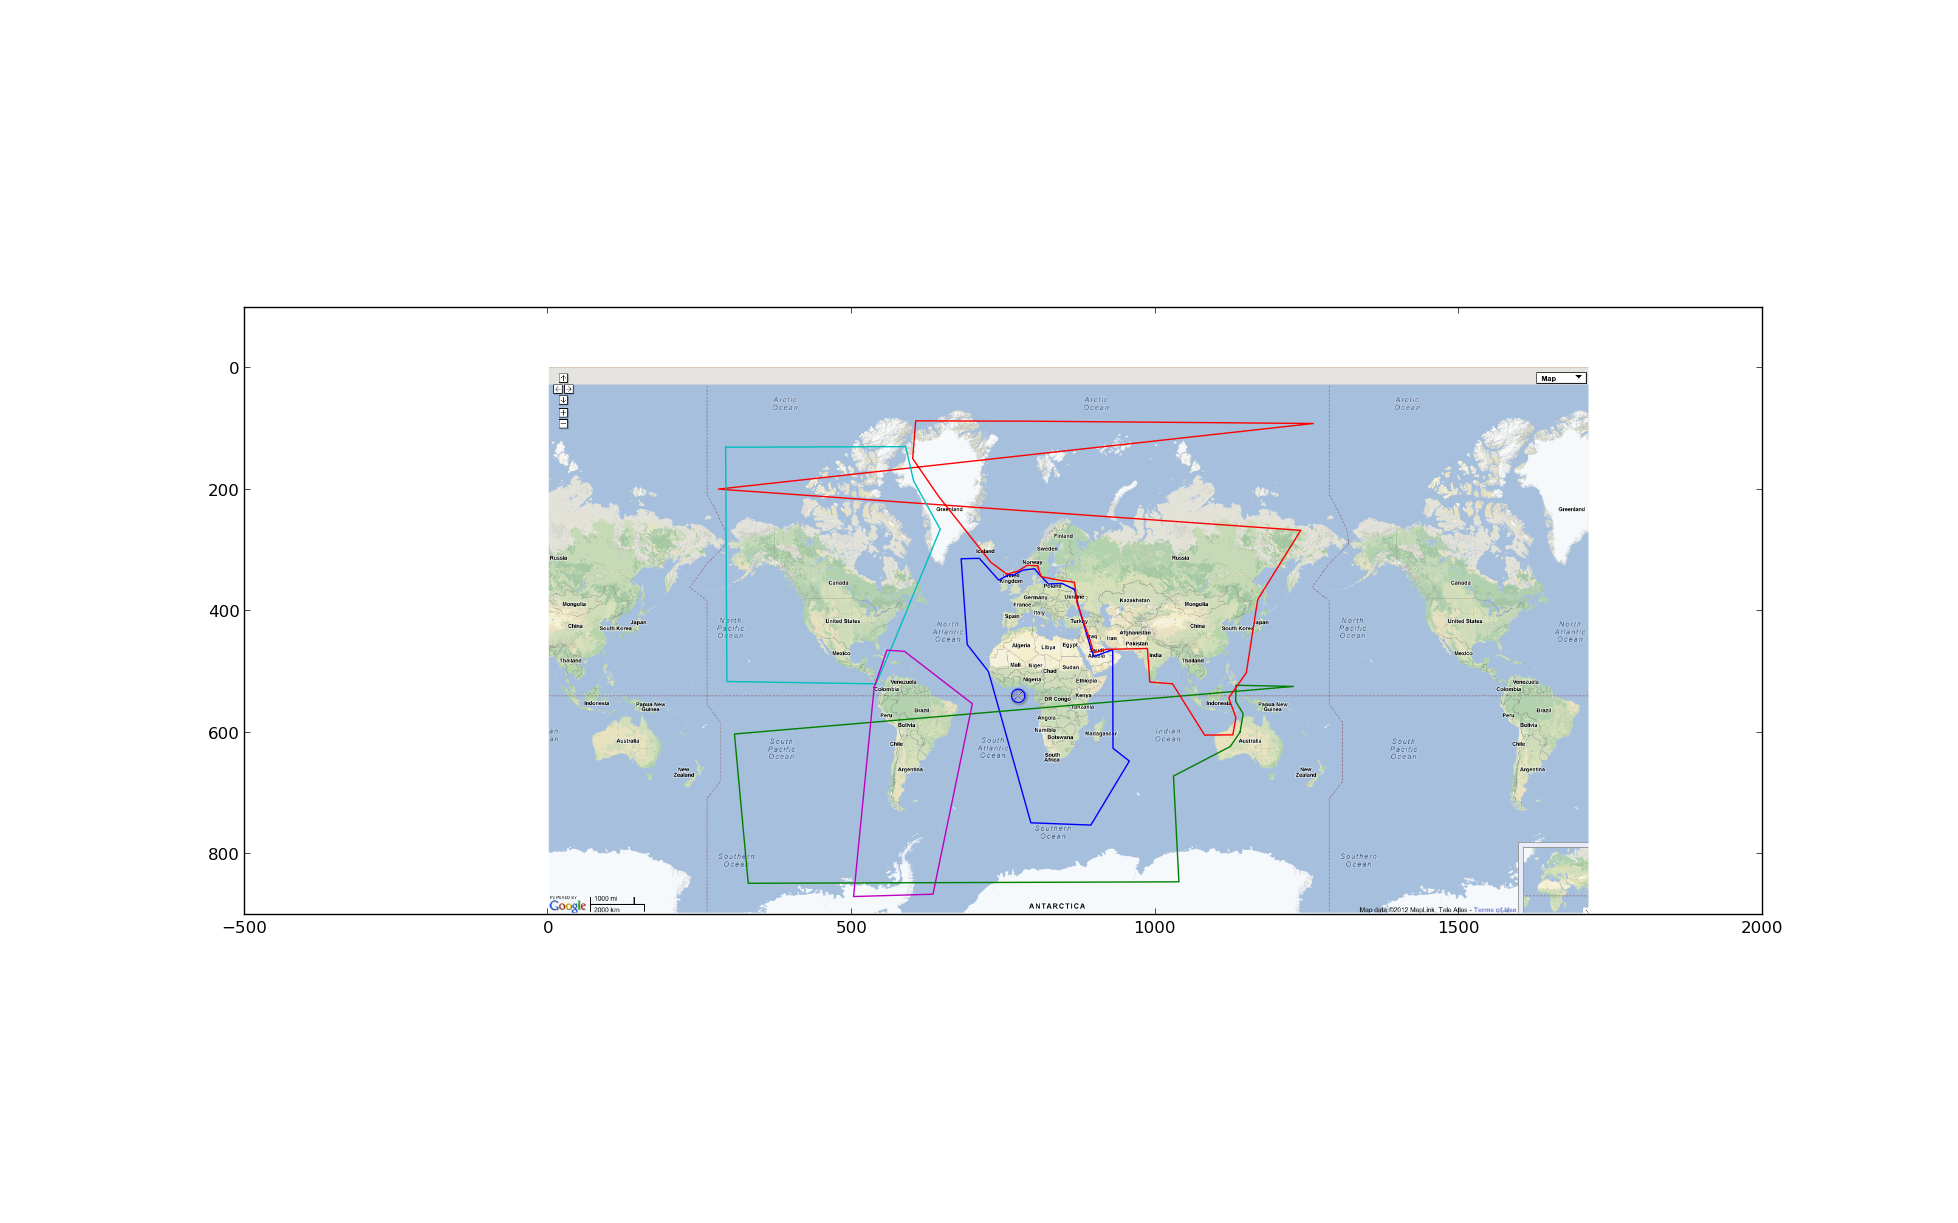 0
200
400
600
800
−500
0
500
1000
1500
2000
Map
Arctic
Ocean
Arctic
Ocean
Arctic
Ocean
Greenland
Greenland
Finland
Iceland
Sweden
Norway
Russia
Russia
Canada
Canada
United
Kingdom
Poland
Germany
Ukraine
France
Kazakhstan
Mongolia
Mongolia
Spain
Italy
Turkey
China
South Korea
Japan
United States
North
Pacific
Ocean
North
Atlantic
Ocean
Iraq
Iran
Afghanistan
Pakistan
China
South Korea
Japan
North
Pacific
Ocean
United States
North
Atlantic
Ocean
Algeria
Libya
Egypt
Saudi
Arabia
India
Thailand
Thailand
Mexico
Mexico
Mali
Niger
Chad
Sudan
Nigeria
Ethiopia
Venezuela
Colombia
Venezuela
Colombia
DR Congo
Kenya
Tanzania
Indonesia
Papua New
Guinea
Indonesia
Papua New
Guinea
Peru
Brazil
Bolivia
Peru
Brazil
Bolivia
Angola
Namibia
Botswana
Madagascar
South
Africa
Australia
Australia
an
an
South
Pacific
Ocean
South
Atlantic
Ocean
Indian
Ocean
South
Pacific
Ocean
Chile
Argentina
Chile
Argentina
New
Zealand
New
Zealand
Southern
Ocean
Southern
Ocean
Southern
Ocean
ANTARCTICA
POWERED BY
Google
1000 mi
2000 km
Map data ©2012 MapLink, Tele Atlas - Terms of Use